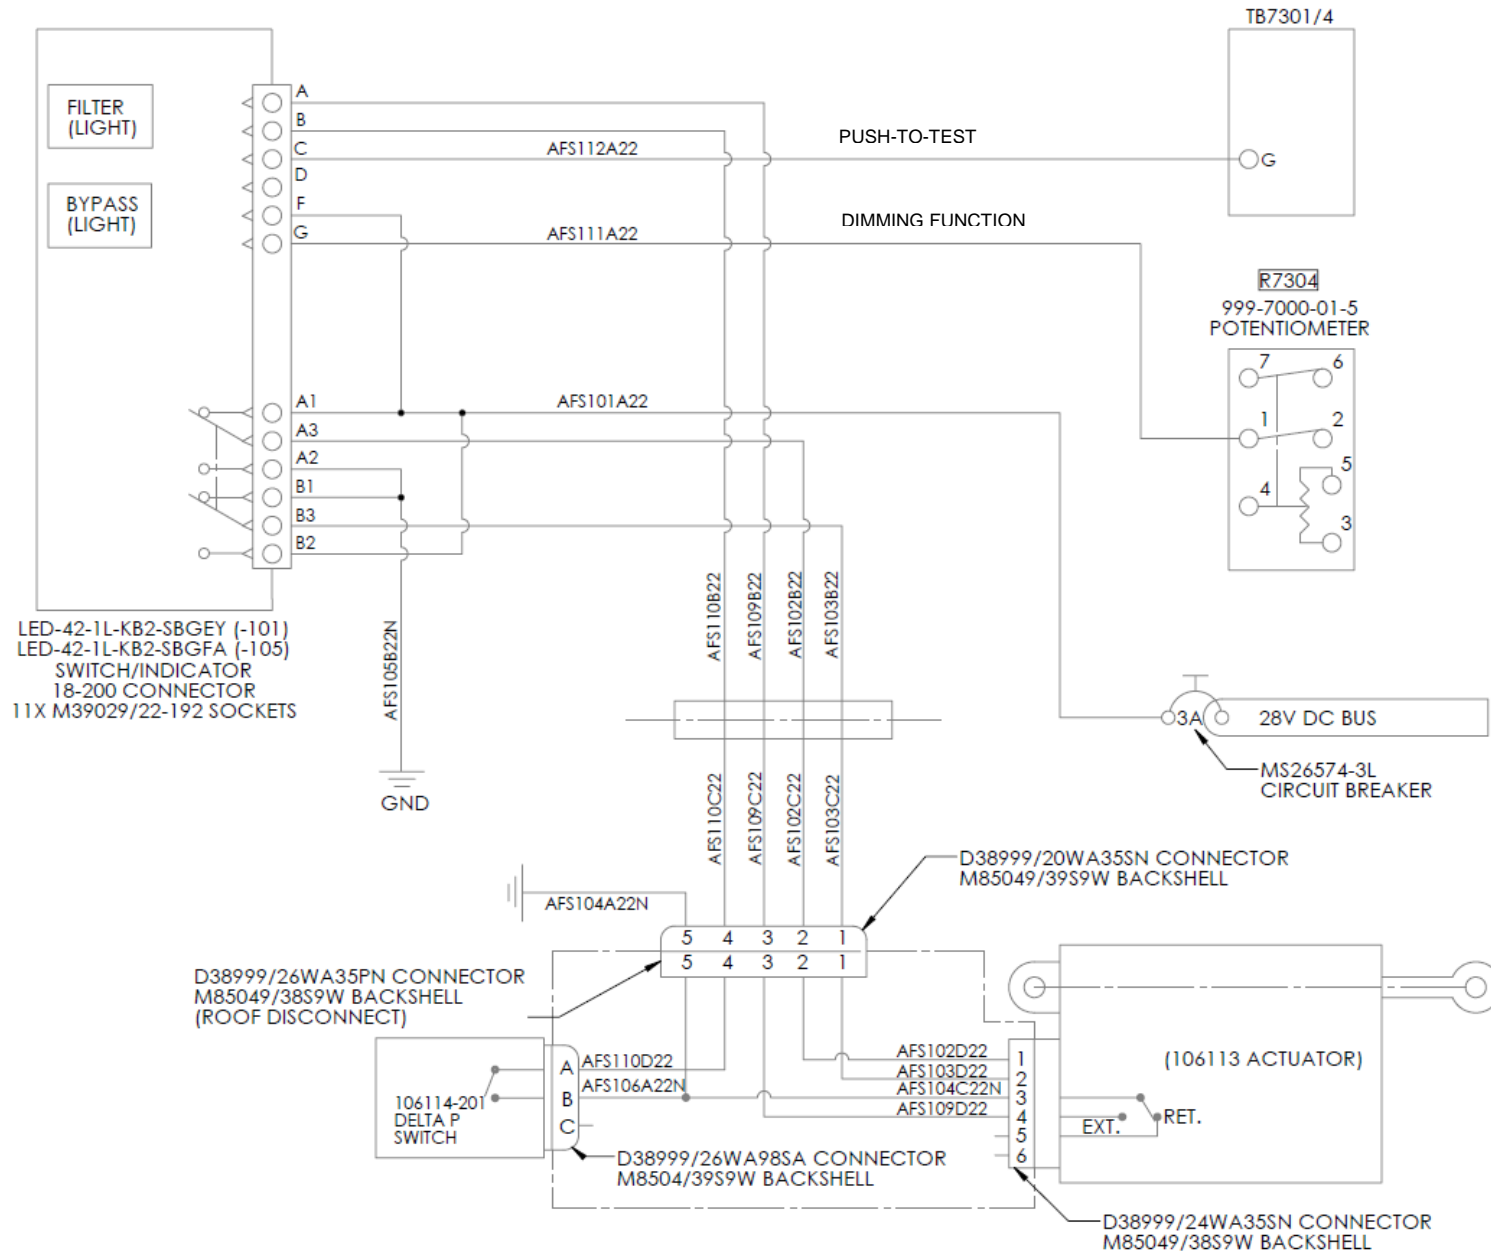 TB7301/4
FILTER
(LIGHT)
BYPASS
(LIGHT)
A
B
C
D
F
G
AFS112A22
PUSH-TO-TEST
G
AFS111A22
DIMMING FUNCTION
R7304
999-7000-01-5
POTENTIOMETER
7
6
1
2
5
4
3
A1
A3
A2
B1
B3
B2
AFS101A22
AFS105B22N
GND
AFS110B22
AFS109B22
AFS102B22
AFS103B22
LED-42-1L-KB2-SBGEY (-101)
LED-42-1L-KB2-SBGFA (-105)
SWITCH/INDICATOR
18-200 CONNECTOR
11X M39029/22-192 SOCKETS
3A
28V DC BUS
MS26574-3L
CIRCUIT BREAKER
AFS110C22
AFS109C22
AFS102C22
AFS103C22
D38999/20WA35SN CONNECTOR
M85049/39S9W BACKSHELL
AFS104A22N
5 4 3 2 1
5 4 3 2 1
D38999/26WA35PN CONNECTOR
M85049/38S9W BACKSHELL
(ROOF DISCONNECT)
106114-201
DELTA P
SWITCH
A
B
C
AFS110D22
AFS106A22N
AFS102D22
AFS103D22
AFS104C22N
AFS109D22
1
2
3
4
5
6
(106113 ACTUATOR)
EXT.
RET.
D38999/26WA98SA CONNECTOR
M8504/39S9W BACKSHELL
D38999/24WA35SN CONNECTOR
M85049/38S9W BACKSHELL